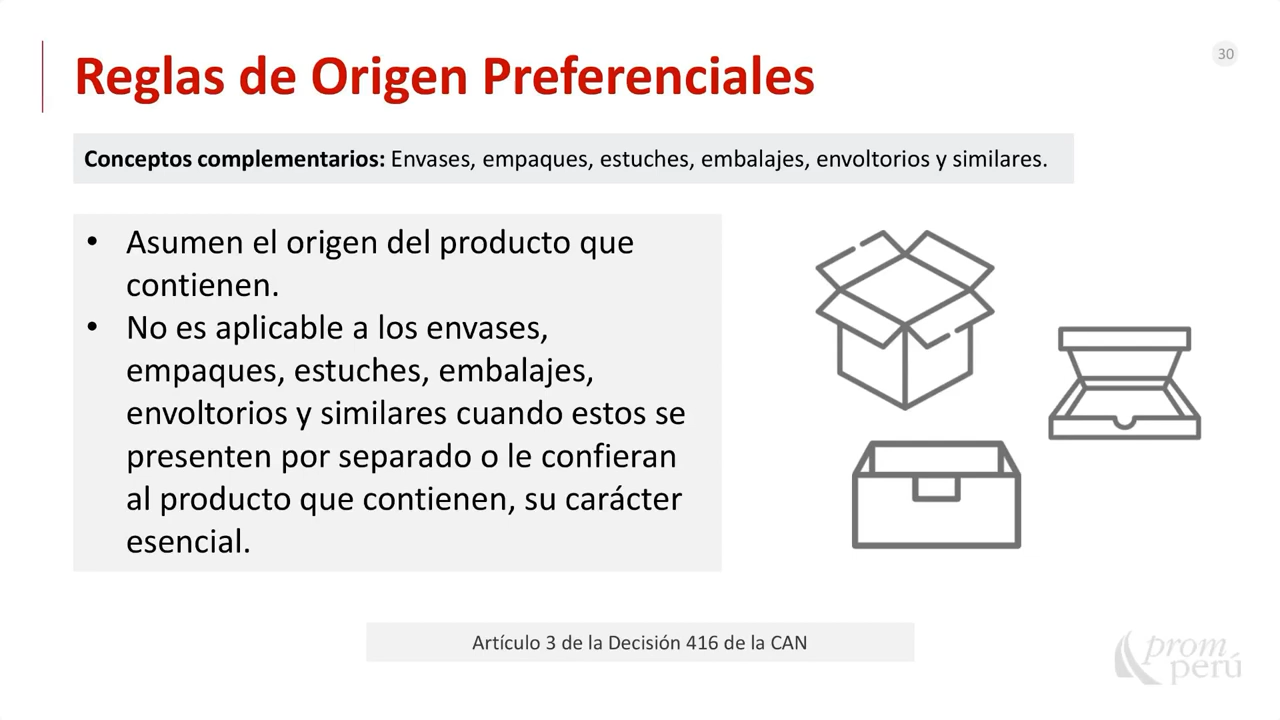 30
Reglas de Origen Preferenciales
Conceptos complementarios: Envases, empaques, estuches, embalajes, envoltorios y similares.
• Asumen el origen del producto que
contienen.
• No es aplicable a los envases,
empaques, estuches, embalajes,
envoltorios y similares cuando estos se
presenten por separado o le confieran
al producto que contienen, su carácter
esencial.
Artículo 3 de la Decisión 416 de la CAN
prom
perú